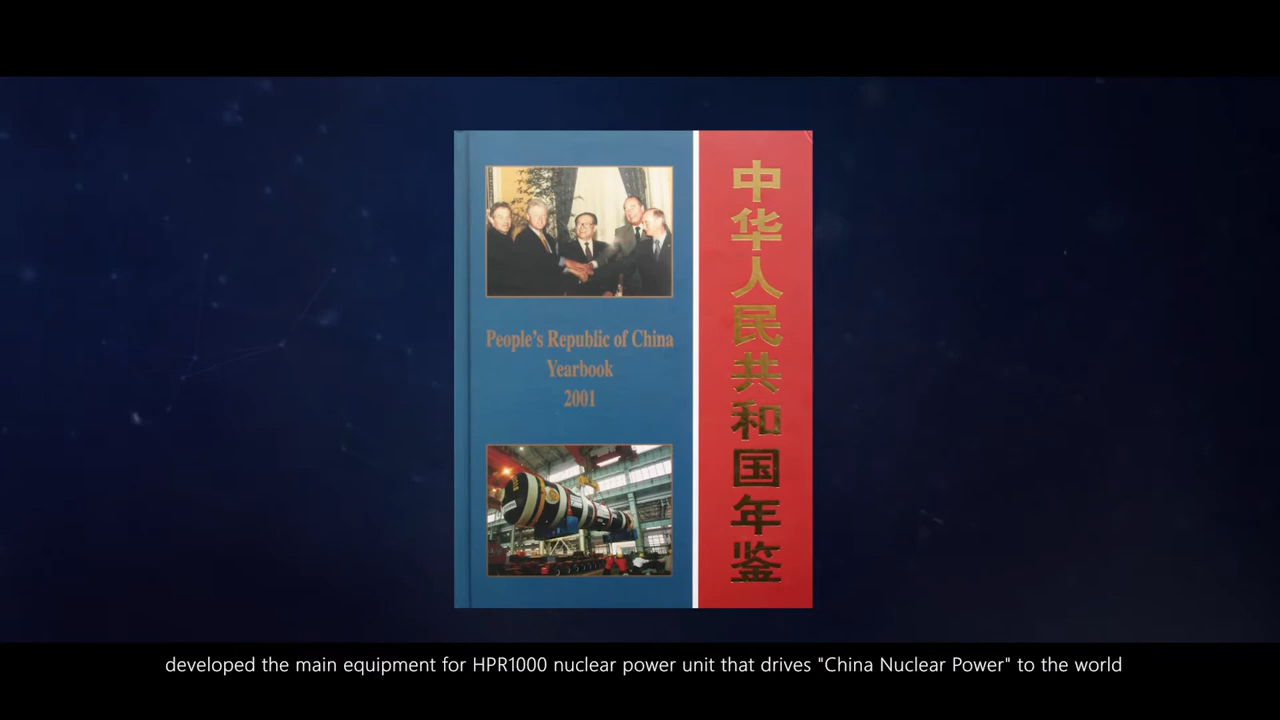 People's Republic of China
Yearbook
2001
中华人民共和国年鉴
developed the main equipment for HPR1000 nuclear power unit that drives "China Nuclear Power" to the world